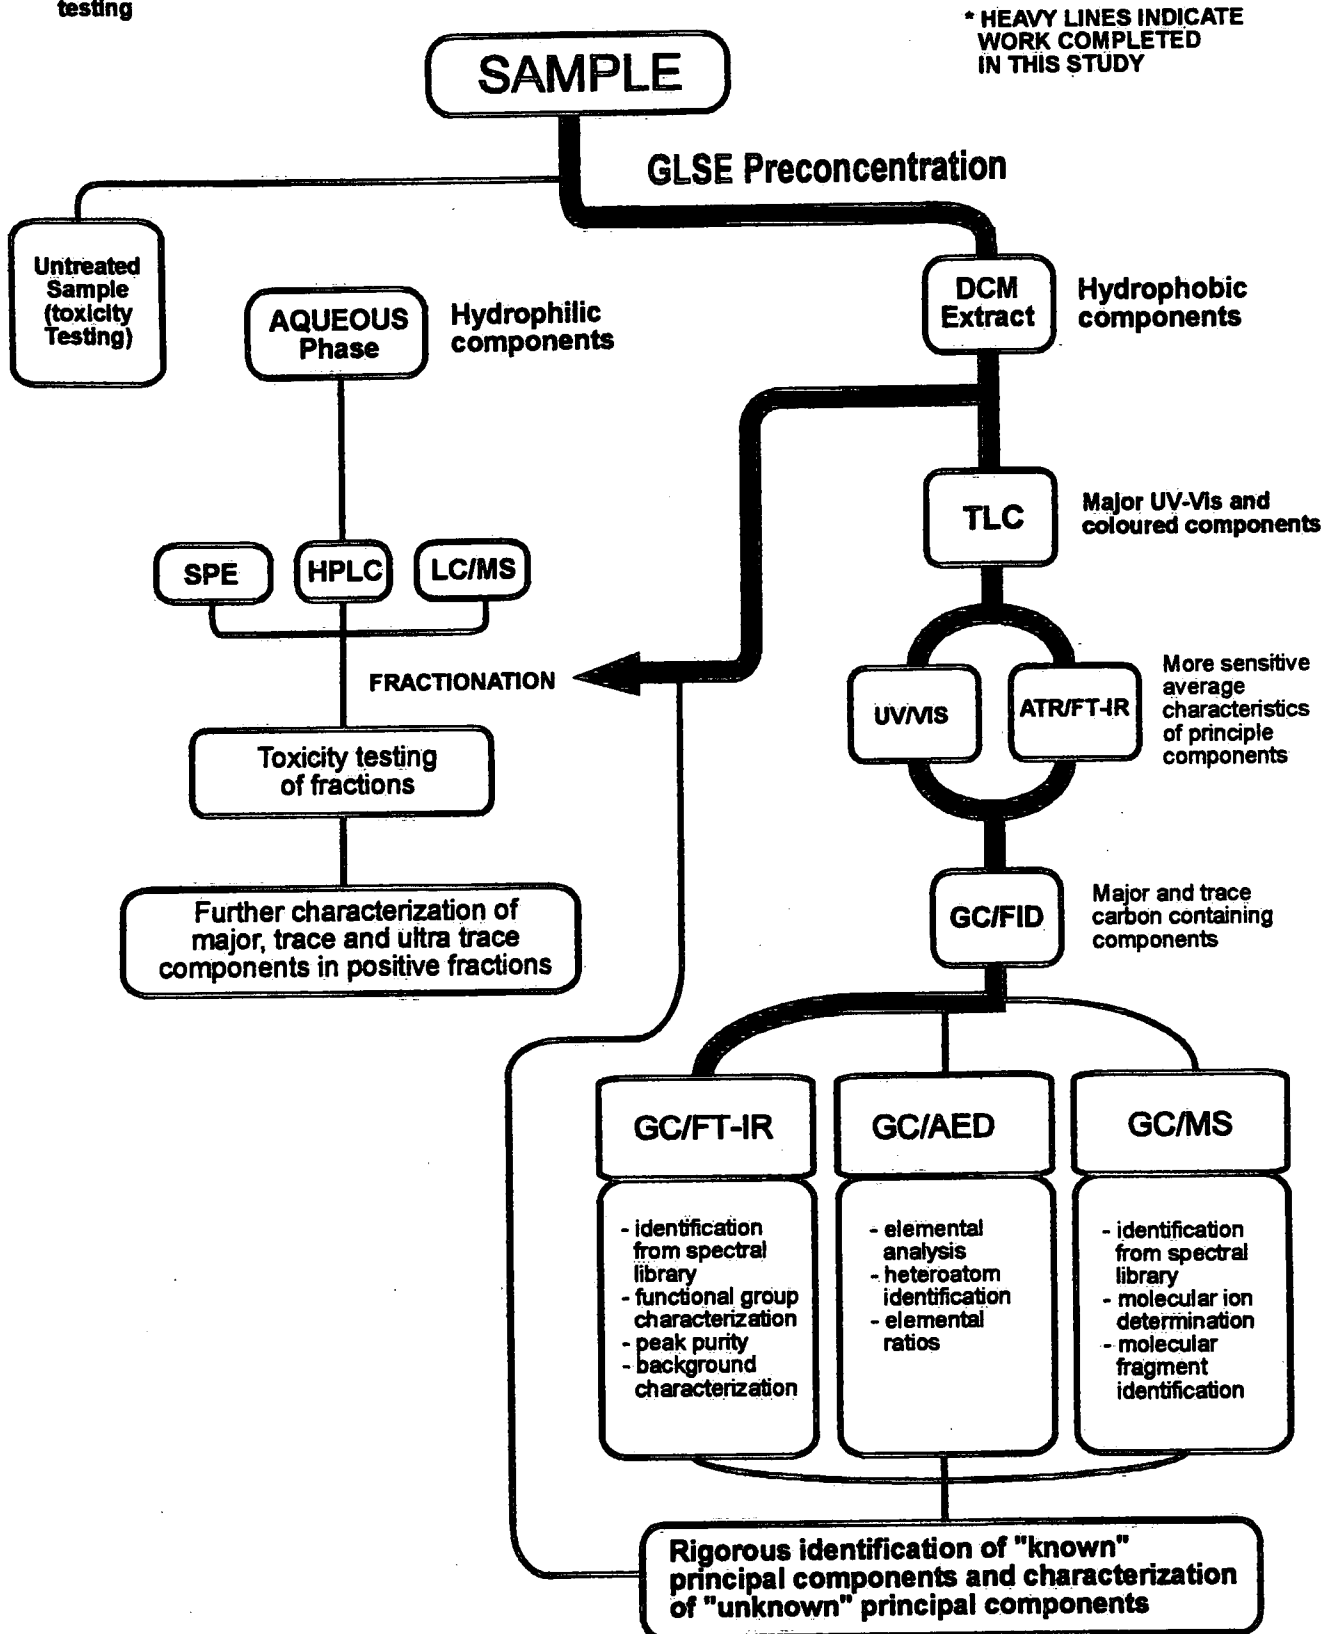 testing
* HEAVY LINES INDICATE
WORK COMPLETED
IN THIS STUDY
SAMPLE
GLSE Preconcentration
Untreated
Sample
(toxicity
Testing)
AQUEOUS
Phase
Hydrophilic
components
DCM
Extract
Hydrophobic
components
TLC
Major UV-Vis and
coloured components
SPE
HPLC
LC/MS
FRACTIONATION
UV/VIS
ATR/FT-IR
More sensitive
average
characteristics
of principle
components
Toxicity testing
of fractions
Further characterization of
major, trace and ultra trace
components in positive fractions
GC/FID
Major and trace
carbon containing
components
GC/FT-IR
- identification
from spectral
library
- functional group
characterization
- peak purity
- background
characterization
GC/AED
- elemental
analysis
- heteroatom
identification
- elemental
ratios
GC/MS
- identification
from spectral
library
- molecular ion
determination
- molecular
fragment
identification
Rigorous identification of "known"
principal components and characterization
of "unknown" principal components